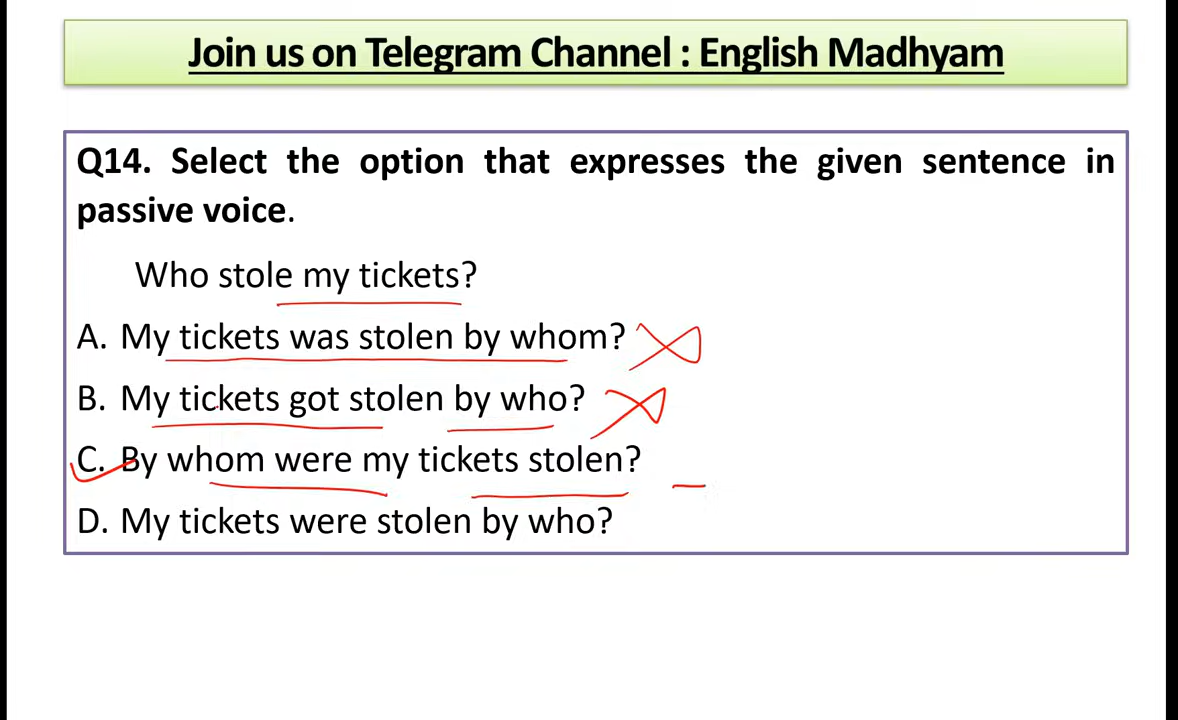 Join us on Telegram Channel : English Madhyam
Q14. Select the option that expresses the given sentence in
passive voice.
Who stole my tickets?
A. My tickets was stolen by whom?
B. My tickets got stolen by who?
C. By whom were my tickets stolen?
D. My tickets were stolen by who?